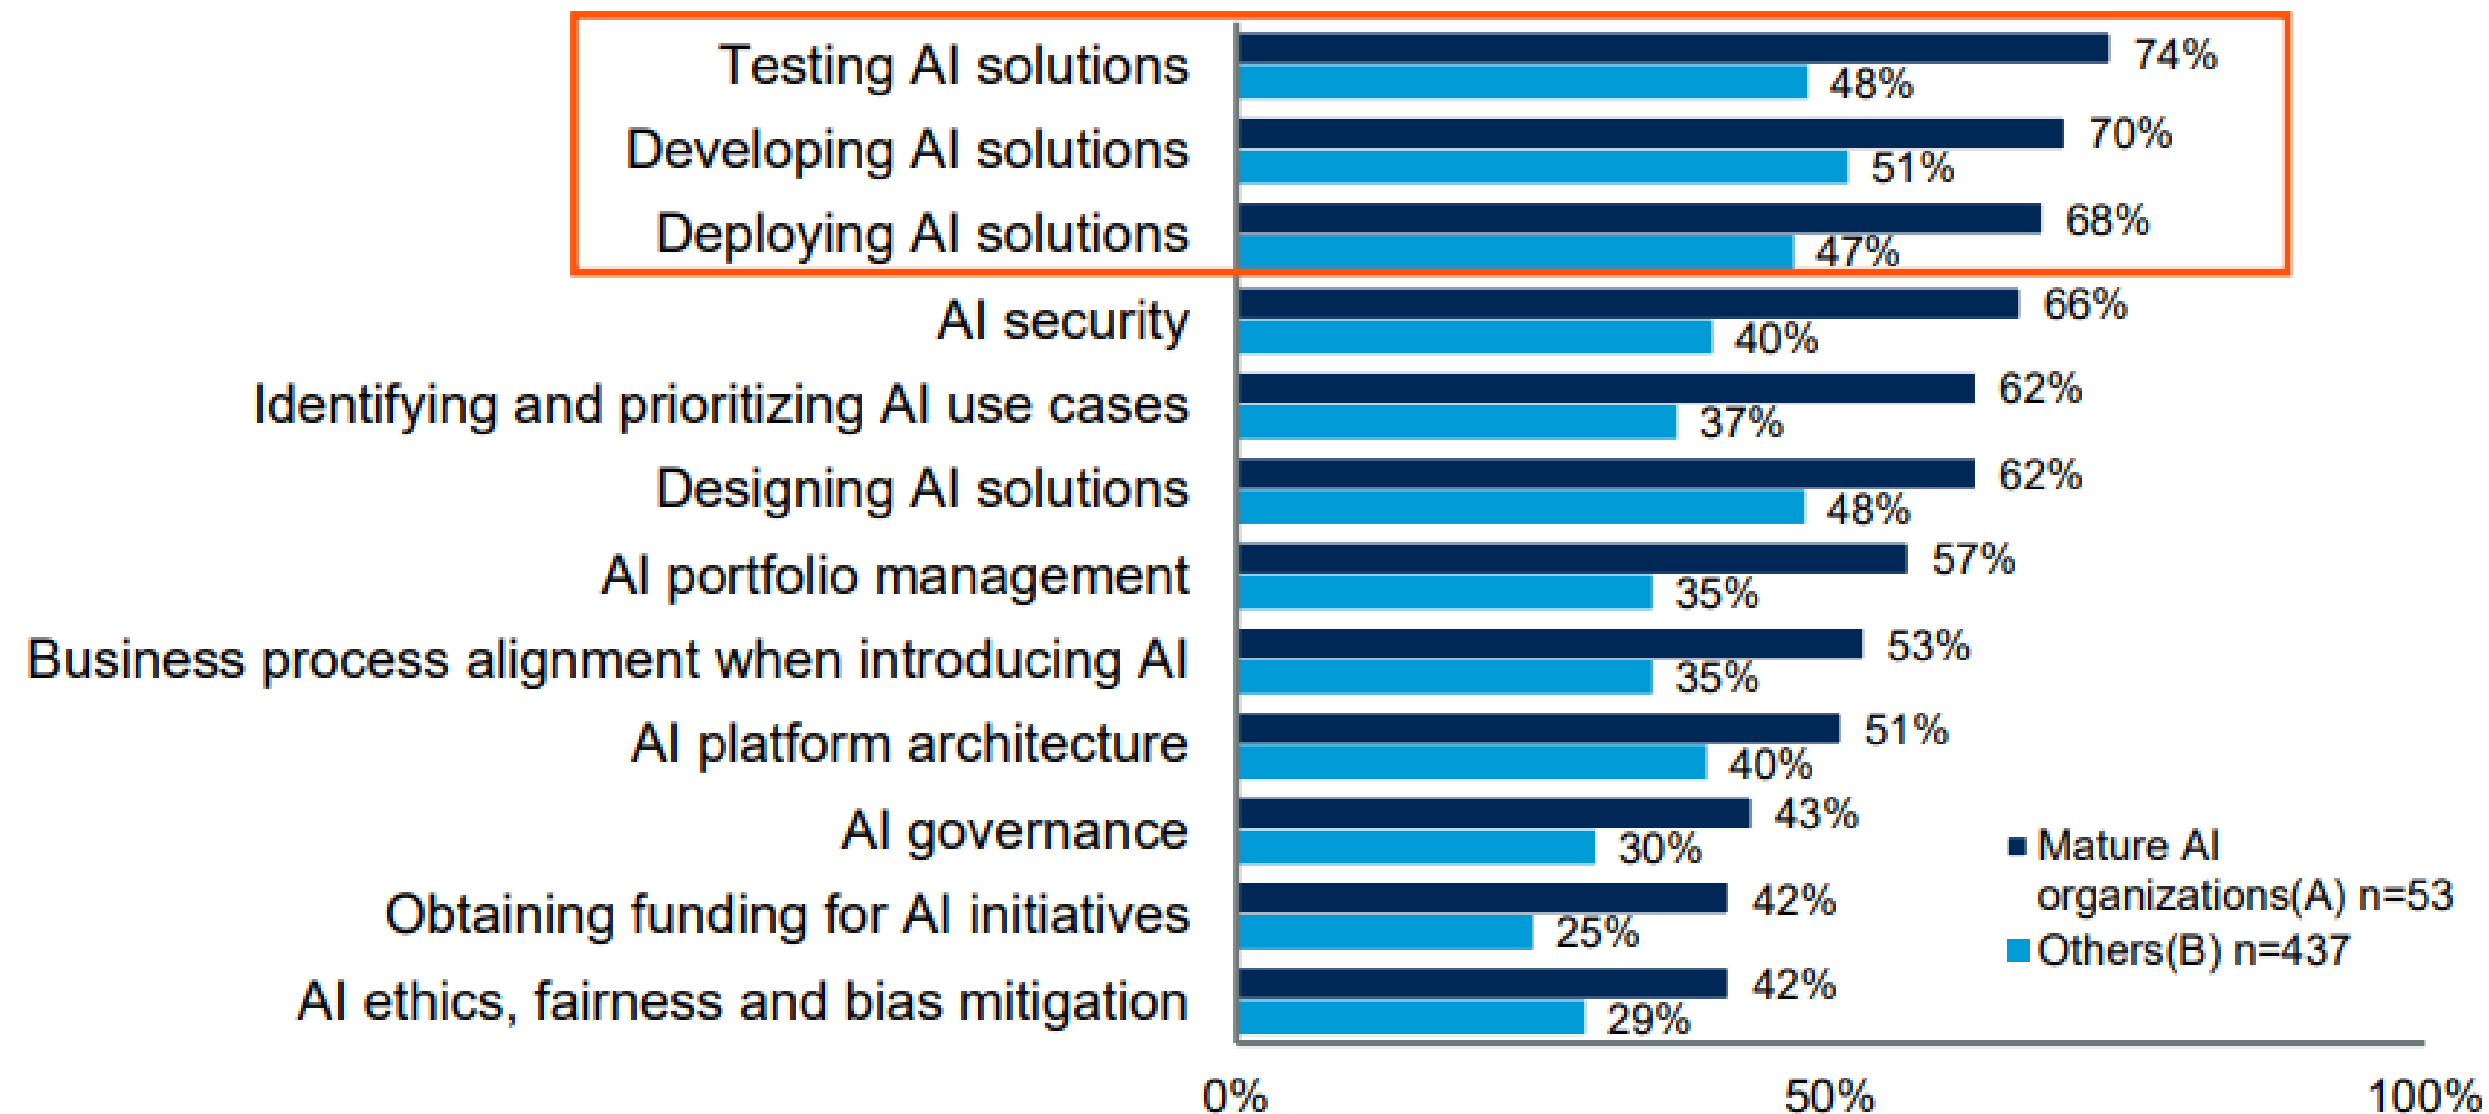 Testing AI solutions
74%
48%
Developing AI solutions
70%
51%
Deploying AI solutions
68%
47%
AI security
66%
40%
Identifying and prioritizing AI use cases
62%
37%
Designing AI solutions
62%
48%
AI portfolio management
57%
35%
Business process alignment when introducing AI
53%
35%
AI platform architecture
51%
40%
AI governance
43%
30%
Obtaining funding for AI initiatives
42%
25%
AI ethics, fairness and bias mitigation
42%
29%
Mature AI
organizations(A) n=53
Others(B) n=437
0% 50% 100%